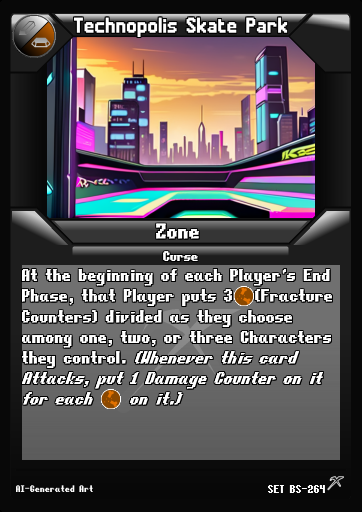 Technopolis Skate Park
Zone
Curse
At the beginning of each Player's End
Phase, that Player puts 3 (Fracture
Counters) divided as they choose
among one, two, or three Characters
they control. (Whenever this card
Attacks, put 1 Damage Counter on it
for each on it.)
AI-Generated Art
SET BS-264